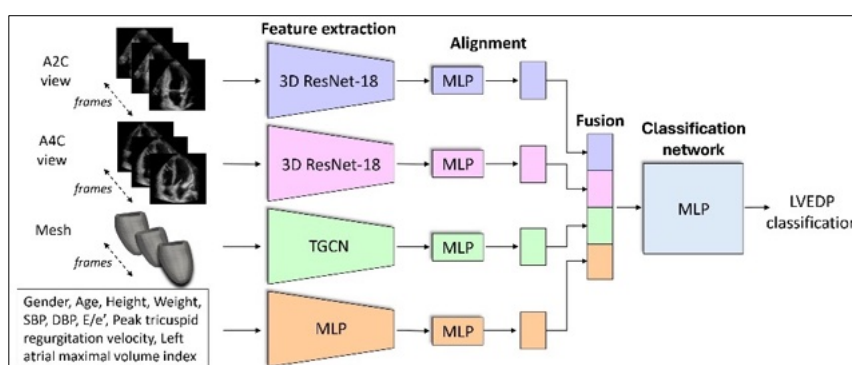 Feature extraction
Alignment
Fusion
Classification
network
A2C
view
frames
3D ResNet-18
MLP
A4C
view
frames
3D ResNet-18
MLP
Mesh
frames
TGCN
MLP
Gender, Age, Height, Weight,
SBP, DBP, E/e’, Peak tricuspid
regurgitation velocity, Left
atrial maximal volume index
MLP
MLP
MLP
LVEDP
classification